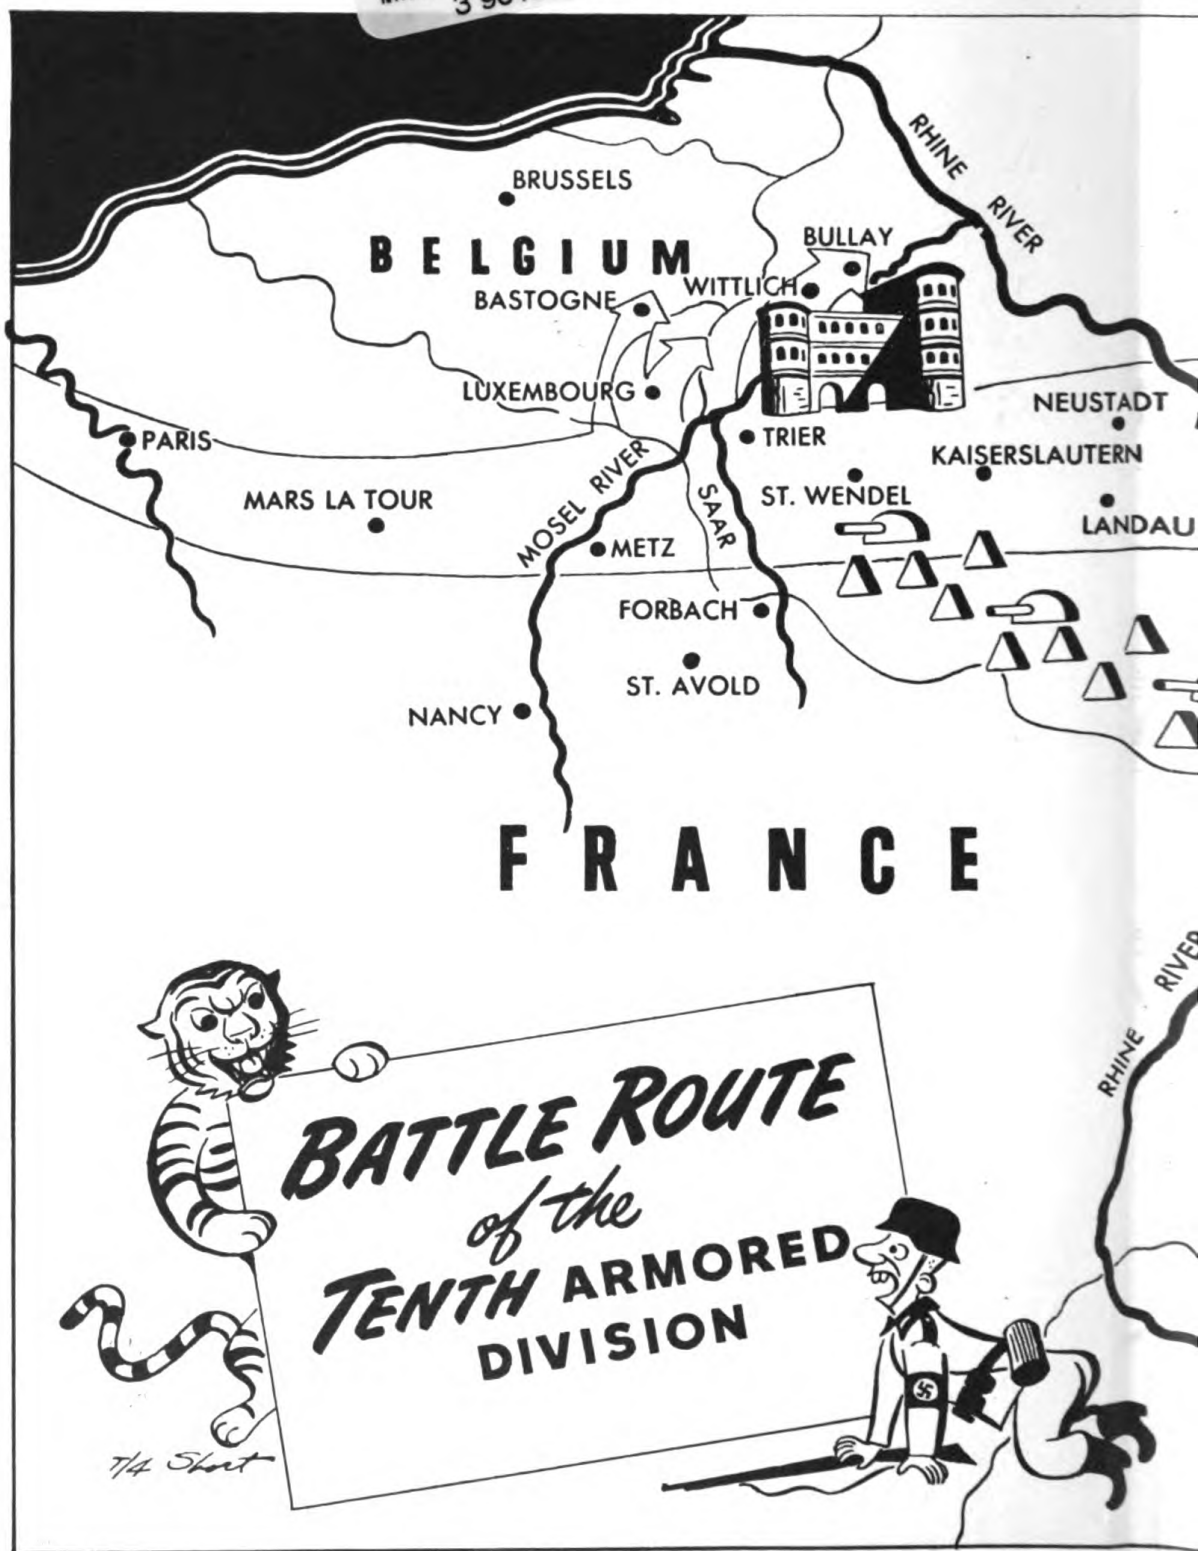 RHINE RIVER
BRUSSELS
BELGIUM
BULLAY
WITTLICH
BASTOGNE
LUXEMBOURG
NEUSTADT
PARIS
TRIER
KAISERSLAUTERN
MARS LA TOUR
MOSEL RIVER
SAAR
ST. WENDEL
LANDAU
METZ
FORBACH
ST. AVOLD
NANCY
FRANCE
RHINE RIVER
BATTLE ROUTE
of the
TENTH ARMORED
DIVISION
T/4 Short